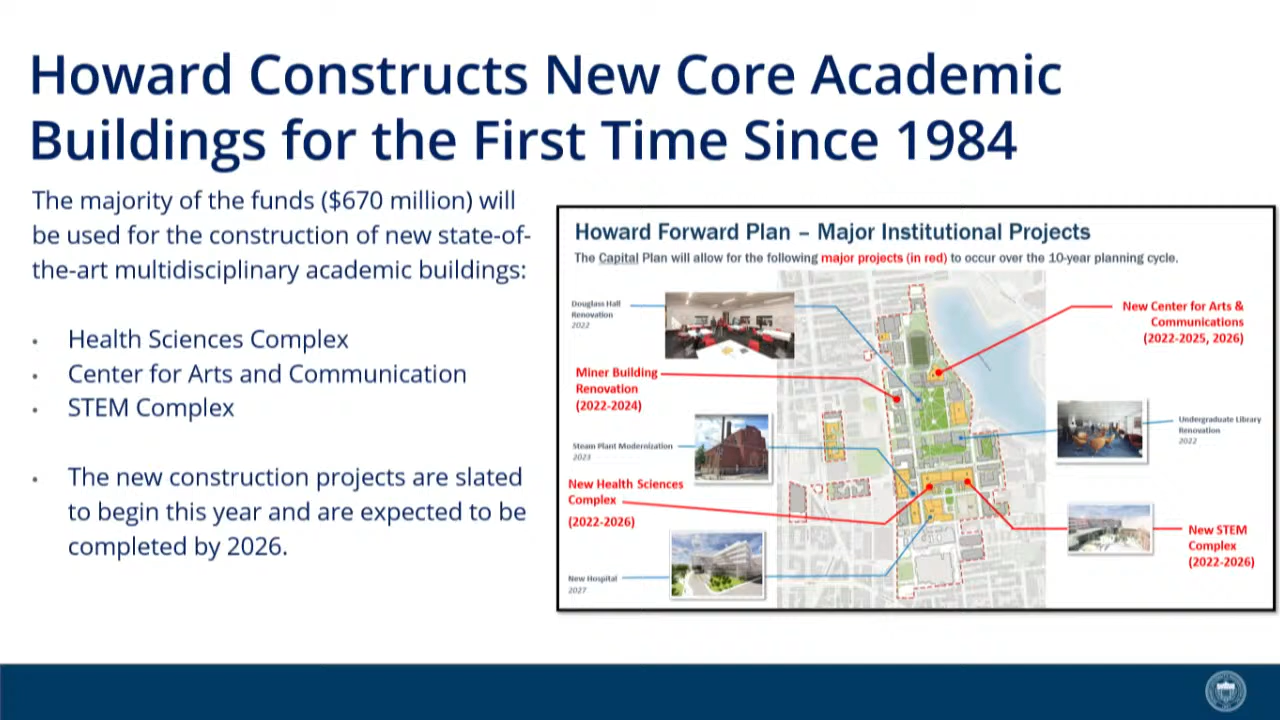 Howard Constructs New Core Academic
Buildings for the First Time Since 1984
The majority of the funds ($670 million) will
be used for the construction of new state-of-
the-art multidisciplinary academic buildings:
• Health Sciences Complex
• Center for Arts and Communication
• STEM Complex
• The new construction projects are slated
to begin this year and are expected to be
completed by 2026.
Howard Forward Plan – Major Institutional Projects
The Capital Plan will allow for the following major projects (in red) to occur over the 10-year planning cycle.
Douglass Hall
Renovation
2022
Miner Building
Renovation
(2022-2024)
Steam Plant Modernization
2023
New Health Sciences
Complex
(2022-2026)
New Hospital
2027
New Center for Arts &
Communications
(2022-2025, 2026)
Undergraduate Library
Renovation
2022
New STEM
Complex
(2022-2026)